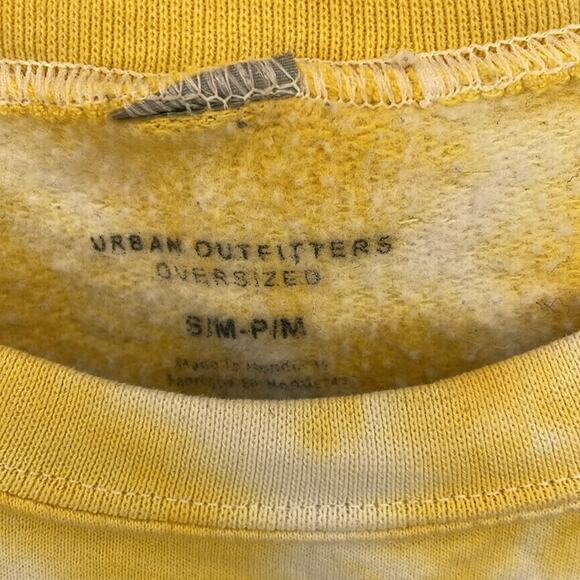 URBAN OUTFITTERS
OVERSIZED
S/M-P/M
Made In Honduras